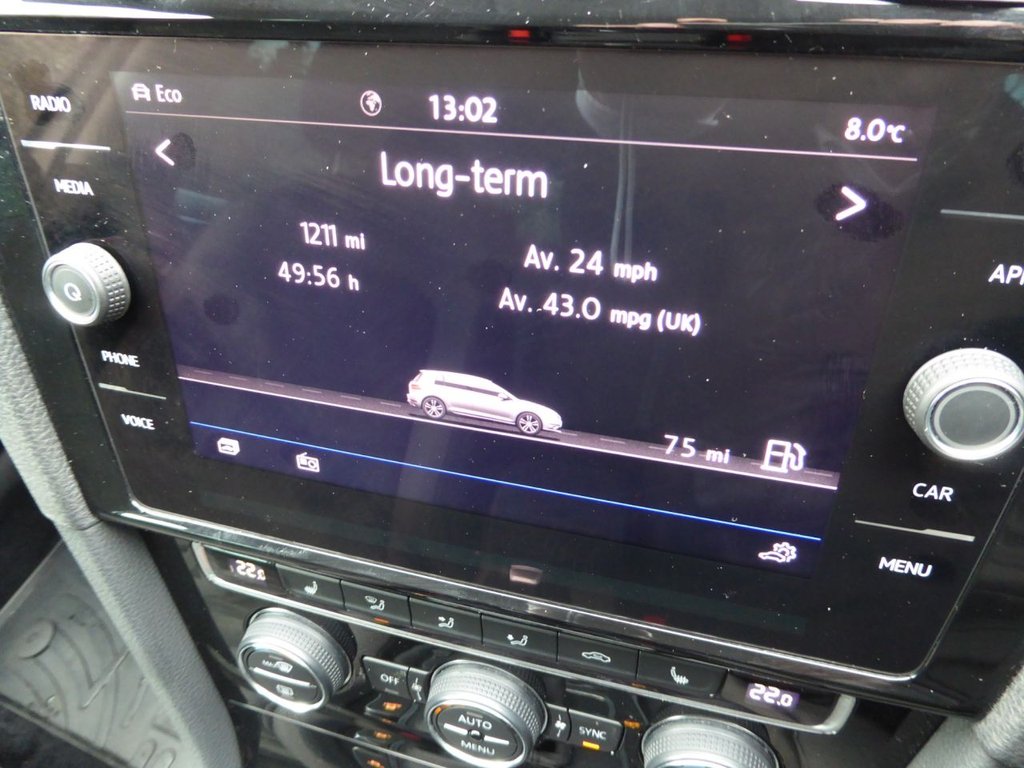 Eco 13:02 8.0°C
RADIO
Long-term
MEDIA
1211 mi
Av. 24 mph
49:56 h
Av. 43.0 mpg (UK)
PHONE
VOICE
75 mi
CAR
MENU
22.0
22.0
OFF
AUTO
MENU
SYNC